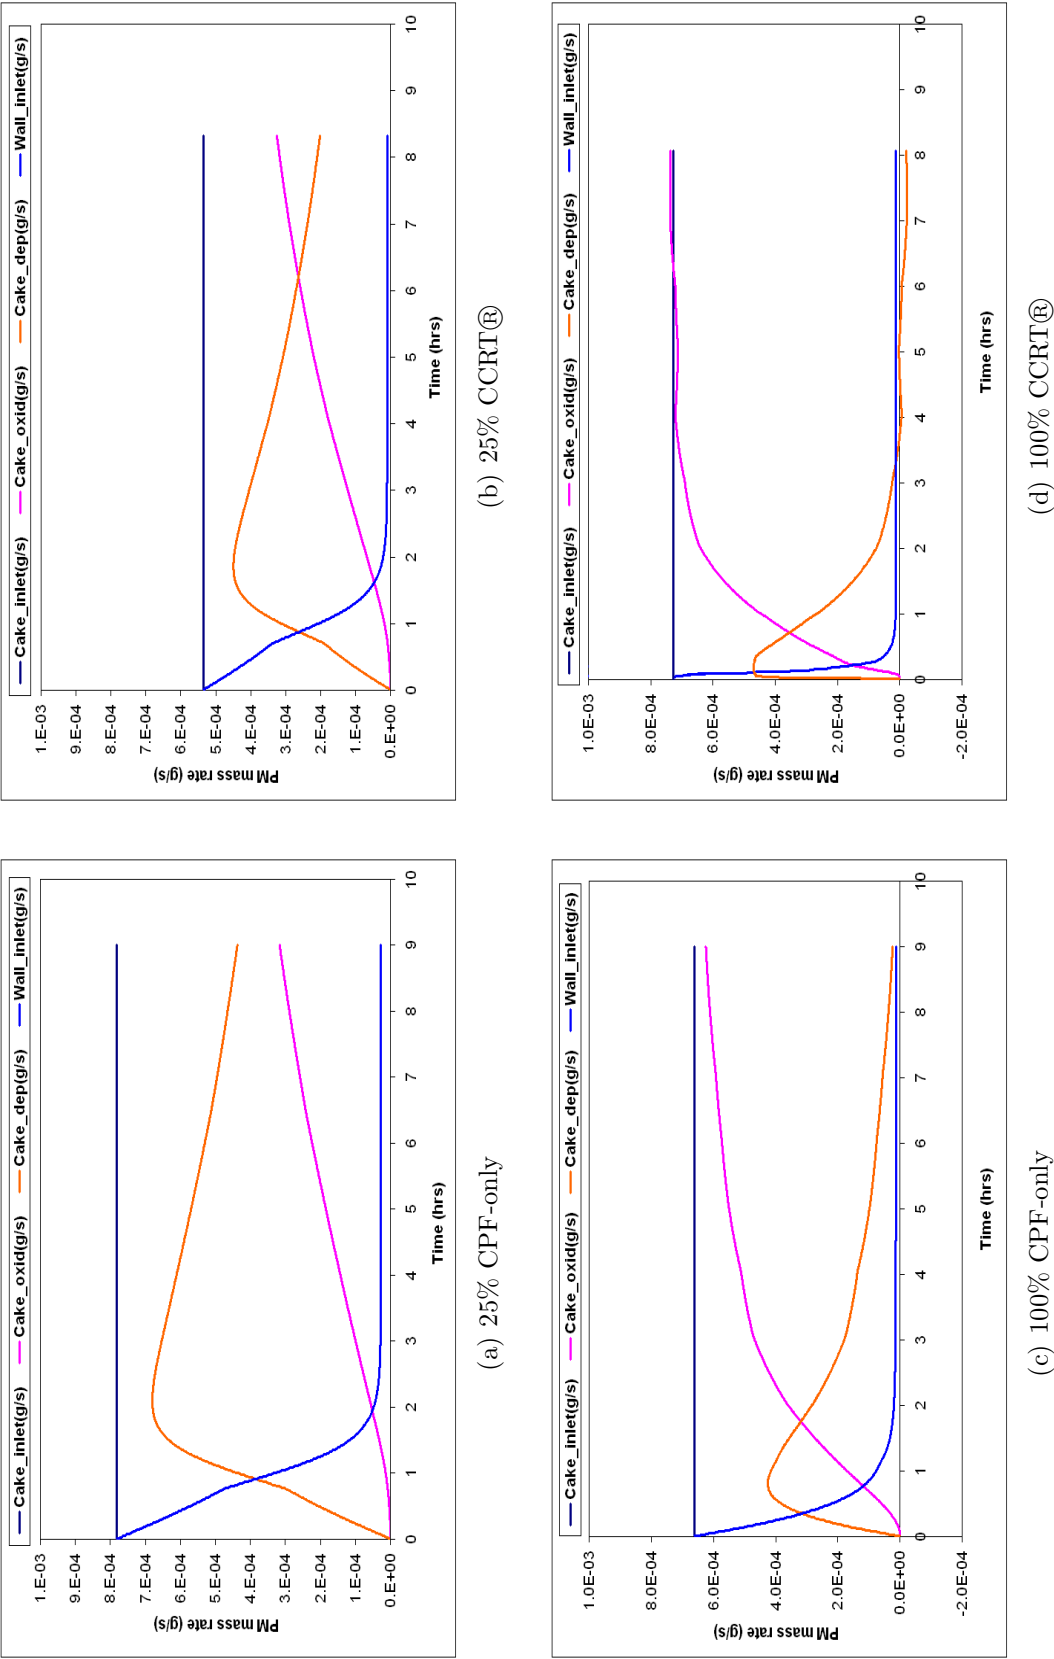 Cake_inlet(g/s) Cake_oxid(g/s) Cake_dep(g/s) Wall_inlet(g/s)
1.E-03
9.E-04
8.E-04
7.E-04
6.E-04
5.E-04
4.E-04
3.E-04
2.E-04
1.E-04
0.E+00
PM mass rate (g/s)
0 1 2 3 4 5 6 7 8 9 10
Time (hrs)
(a) 25% CPF-only
Cake_inlet(g/s) Cake_oxid(g/s) Cake_dep(g/s) Wall_inlet(g/s)
1.E-03
9.E-04
8.E-04
7.E-04
6.E-04
5.E-04
4.E-04
3.E-04
2.E-04
1.E-04
0.E+00
PM mass rate (g/s)
0 1 2 3 4 5 6 7 8 9 10
Time (hrs)
(b) 25% CCRT®
Cake_inlet(g/s) Cake_oxid(g/s) Cake_dep(g/s) Wall_inlet(g/s)
1.0E-03
8.0E-04
6.0E-04
4.0E-04
2.0E-04
0.0E+00
-2.0E-04
PM mass rate (g/s)
0 1 2 3 4 5 6 7 8 9 10
Time (hrs)
(c) 100% CPF-only
Cake_inlet(g/s) Cake_oxid(g/s) Cake_dep(g/s) Wall_inlet(g/s)
1.0E-03
8.0E-04
6.0E-04
4.0E-04
2.0E-04
0.0E+00
-2.0E-04
PM mass rate (g/s)
0 1 2 3 4 5 6 7 8 9 10
Time (hrs)
(d) 100% CCRT®